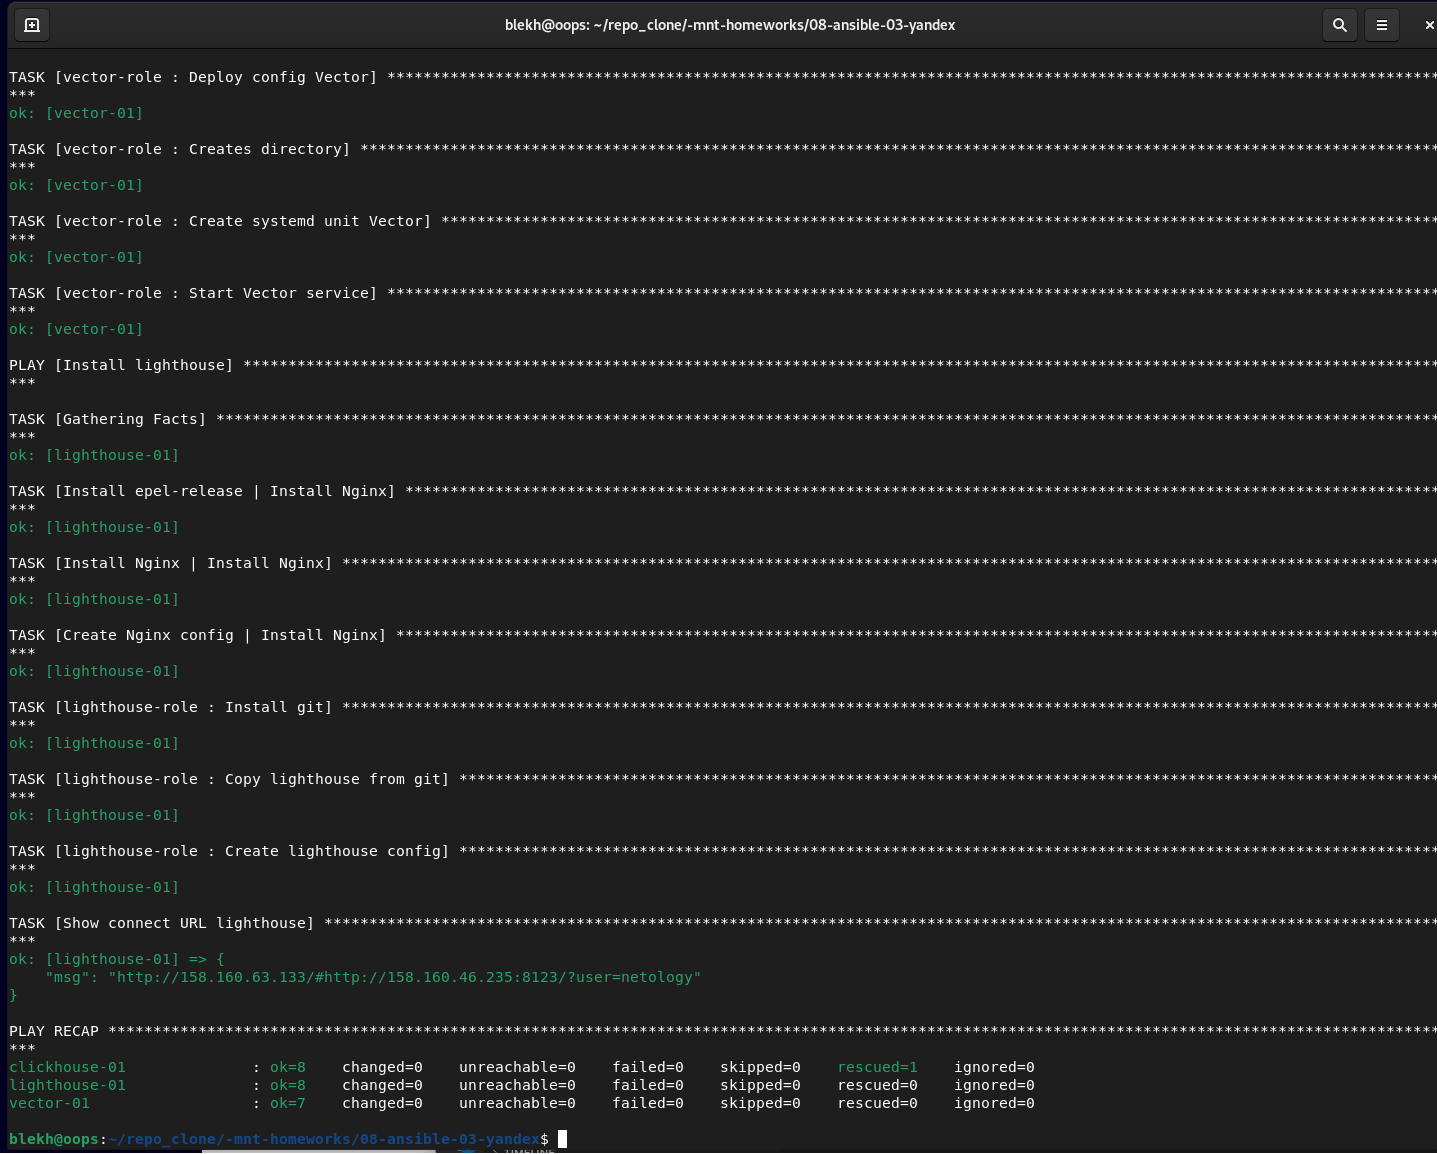 blekh@oops: ~/repo_clone/-mnt-homeworks/08-ansible-03-yandex
TASK [vector-role : Deploy config Vector] *********************************************************************************************************************
***
ok: [vector-01]
TASK [vector-role : Creates directory] ************************************************************************************************************************
***
ok: [vector-01]
TASK [vector-role : Create systemd unit Vector] ***************************************************************************************************************
***
ok: [vector-01]
TASK [vector-role : Start Vector service] *********************************************************************************************************************
***
ok: [vector-01]
PLAY [Install lighthouse] *************************************************************************************************************************************
***
TASK [Gathering Facts] ****************************************************************************************************************************************
***
ok: [lighthouse-01]
TASK [Install epel-release | Install Nginx] *******************************************************************************************************************
***
ok: [lighthouse-01]
TASK [Install Nginx | Install Nginx] **************************************************************************************************************************
***
ok: [lighthouse-01]
TASK [Create Nginx config | Install Nginx] ********************************************************************************************************************
***
ok: [lighthouse-01]
TASK [lighthouse-role : Install git] **************************************************************************************************************************
***
ok: [lighthouse-01]
TASK [lighthouse-role : Copy lighthouse from git] *************************************************************************************************************
***
ok: [lighthouse-01]
TASK [lighthouse-role : Create lighthouse config] *************************************************************************************************************
***
ok: [lighthouse-01]
TASK [Show connect URL lighthouse] ****************************************************************************************************************************
***
ok: [lighthouse-01] => {
    "msg": "http://158.160.63.133/#http://158.160.46.235:8123/?user=netology"
}
PLAY RECAP ****************************************************************************************************************************************************
***
clickhouse-01              : ok=8    changed=0    unreachable=0    failed=0    skipped=0    rescued=1    ignored=0
lighthouse-01              : ok=8    changed=0    unreachable=0    failed=0    skipped=0    rescued=0    ignored=0
vector-01                  : ok=7    changed=0    unreachable=0    failed=0    skipped=0    rescued=0    ignored=0
blekh@oops:~/repo_clone/-mnt-homeworks/08-ansible-03-yandex$